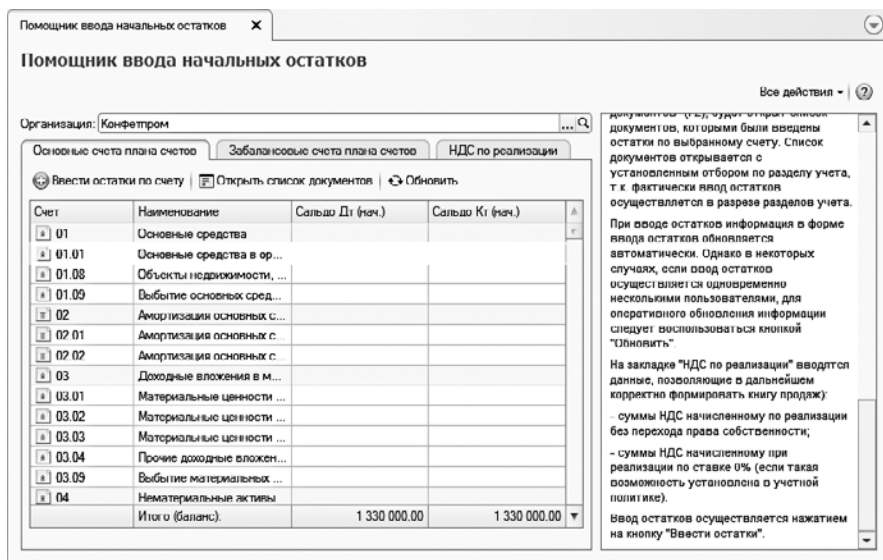 Помощник ввода начальных остатков
Помощник ввода начальных остатков
Все действия
Организация: Конфетпром
Основные счета плана счетов Забалансовые счета плана счетов НДС по реализации
Ввести остатки по счету Открыть список документов Обновить
Счет Наименование Сальдо Дт (нач.) Сальдо Кт (нач.)
01 Основные средства
01.01 Основные средства в ор...
01.08 Объекты недвижимости, ...
01.09 Выбытие основных сред...
02 Амортизация основных с...
02.01 Амортизация основных с...
02.02 Амортизация основных с...
03 Доходные вложения в м...
03.01 Материальные ценности ...
03.02 Материальные ценности ...
03.03 Материальные ценности ...
03.04 Прочие доходные вложен...
03.09 Выбытие материальных ...
04 Нематериальные активы
Итого (баланс): 1 330 000.00 1 330 000.00
документов" (F2), будет открыт список
документов, которыми были введены
остатки по выбранному счету. Список
документов открывается с
установленным отбором по разделу учета,
т.к. фактически ввод остатков
осуществляется в разрезе разделов учета.
При вводе остатков информация в форме
ввода остатков обновляется
автоматически. Однако в некоторых
случаях, если ввод остатков
осуществляется одновременно
несколькими пользователями, для
оперативного обновления информации
следует воспользоваться кнопкой
"Обновить".
На закладке "НДС по реализации" вводятся
данные, позволяющие в дальнейшем
корректно формировать книгу продаж):
- суммы НДС начисленному по реализации
без перехода права собственности;
- суммы НДС начисленному при
реализации по ставке 0% (если такая
возможность установлена в учетной
политике).
Ввод остатков осуществляется нажатием
на кнопку "Ввести остатки".